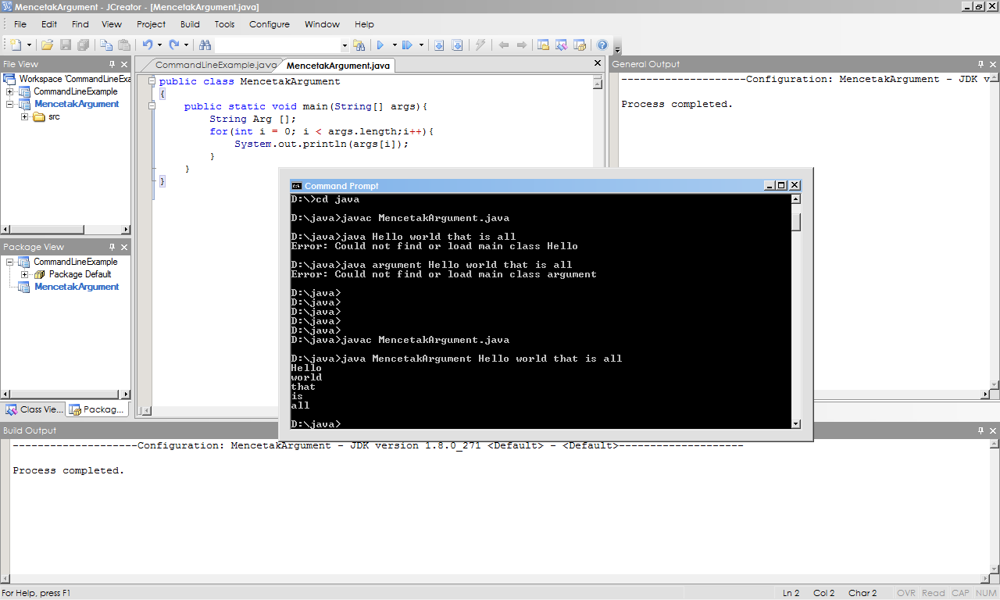 MencetakArgument - JCreator - [MencetakArgument.java]
File Edit Find View Project Build Tools Configure Window Help
File View
Workspace 'CommandLineExa
CommandLineExample
MencetakArgument
src
Package View
CommandLineExample
Package Default
MencetakArgument
Class Vie... Packag...
CommandLineExample.java MencetakArgument.java
public class MencetakArgument
{
public static void main(String[] args){
String Arg [];
for(int i = 0; i < args.length;i++){
System.out.println(args[i]);
}
}
}
General Output
--------------------Configuration: MencetakArgument - JDK v
Process completed.
Command Prompt
D:\>cd java
D:\java>javac MencetakArgument.java
D:\java>java Hello world that is all
Error: Could not find or load main class Hello
D:\java>java argument Hello world that is all
Error: Could not find or load main class argument
D:\java>
D:\java>
D:\java>
D:\java>
D:\java>
D:\java>javac MencetakArgument.java
D:\java>java MencetakArgument Hello world that is all
Hello
world
that
is
all
D:\java>
Build Output
--------------------Configuration: MencetakArgument - JDK version 1.8.0_271 <Default> - <Default>--------------------
Process completed.
For Help, press F1
Ln 2 Col 2 Char 2 OVR Read CAP NUM